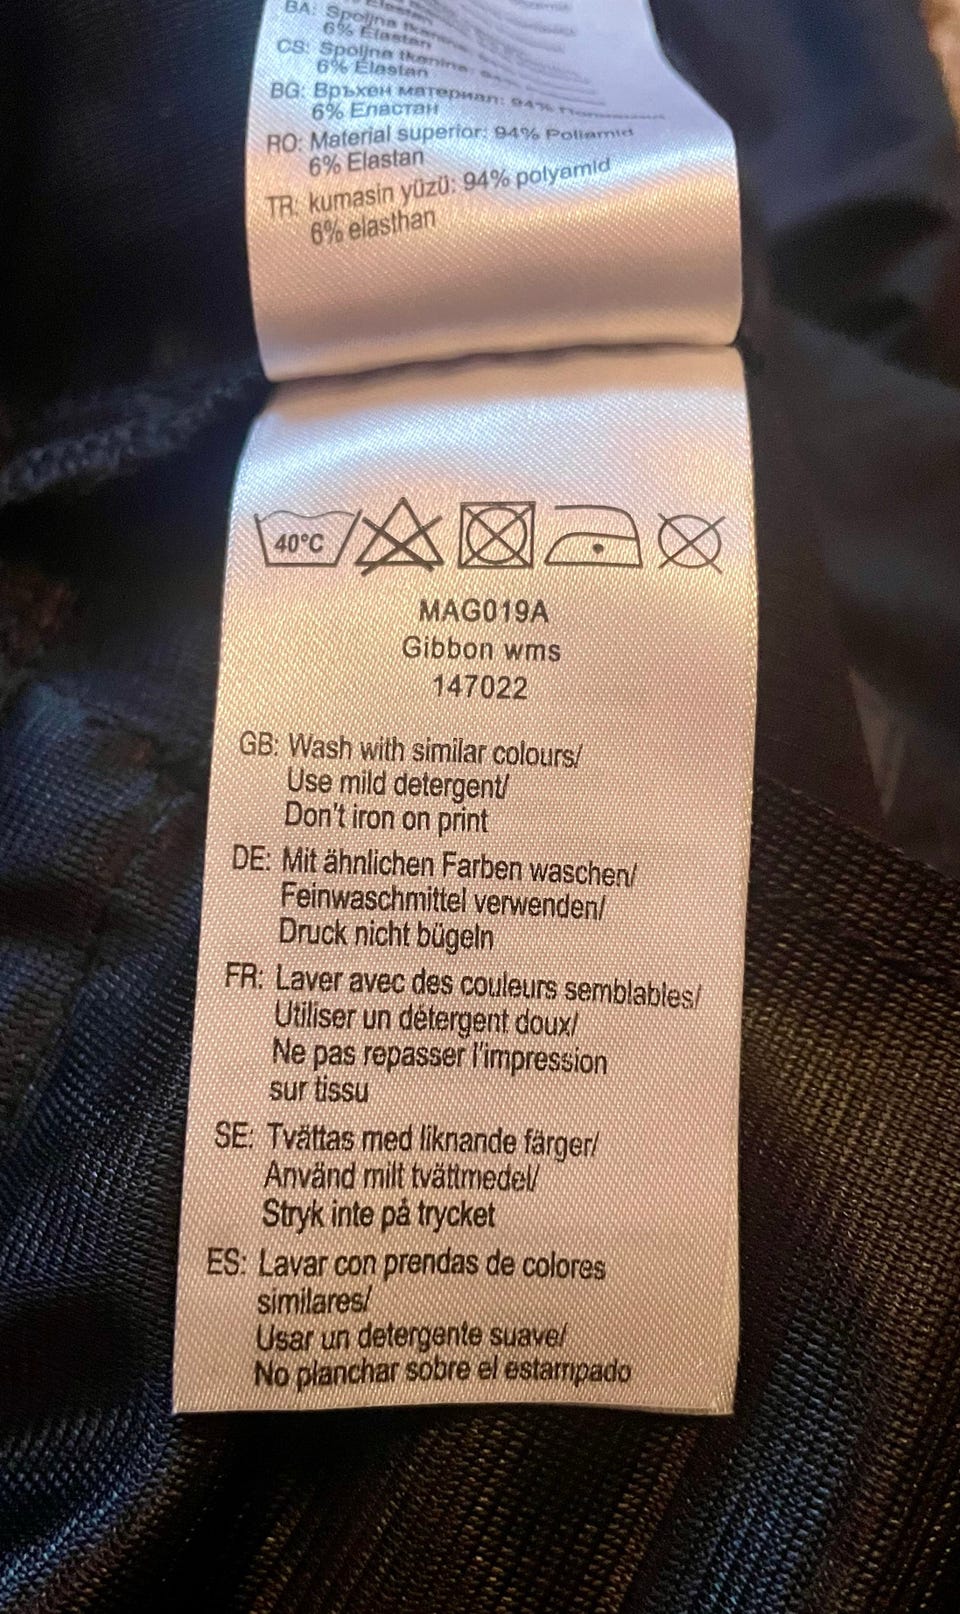 BA: Spoljna tkanina
6% Elastan
CS: Spoljna tkanina: 94%
6% Elastan
BG: Връхен материал: 94%
6% Еластан
RO: Material superior: 94% Poliamid
6% Elastan
TR: kumasin yüzü: 94% polyamid
6% elasthan
40°C
MAG019A
Gibbon wms
147022
GB: Wash with similar colours/
Use mild detergent/
Don't iron on print
DE: Mit ähnlichen Farben waschen/
Feinwaschmittel verwenden/
Druck nicht bügeln
FR: Laver avec des couleurs semblables/
Utiliser un détergent doux/
Ne pas repasser l'impression
sur tissu
SE: Tvättas med liknande färger/
Använd milt tvättmedel/
Stryk inte på trycket
ES: Lavar con prendas de colores
similares/
Usar un detergente suave/
No planchar sobre el estampado